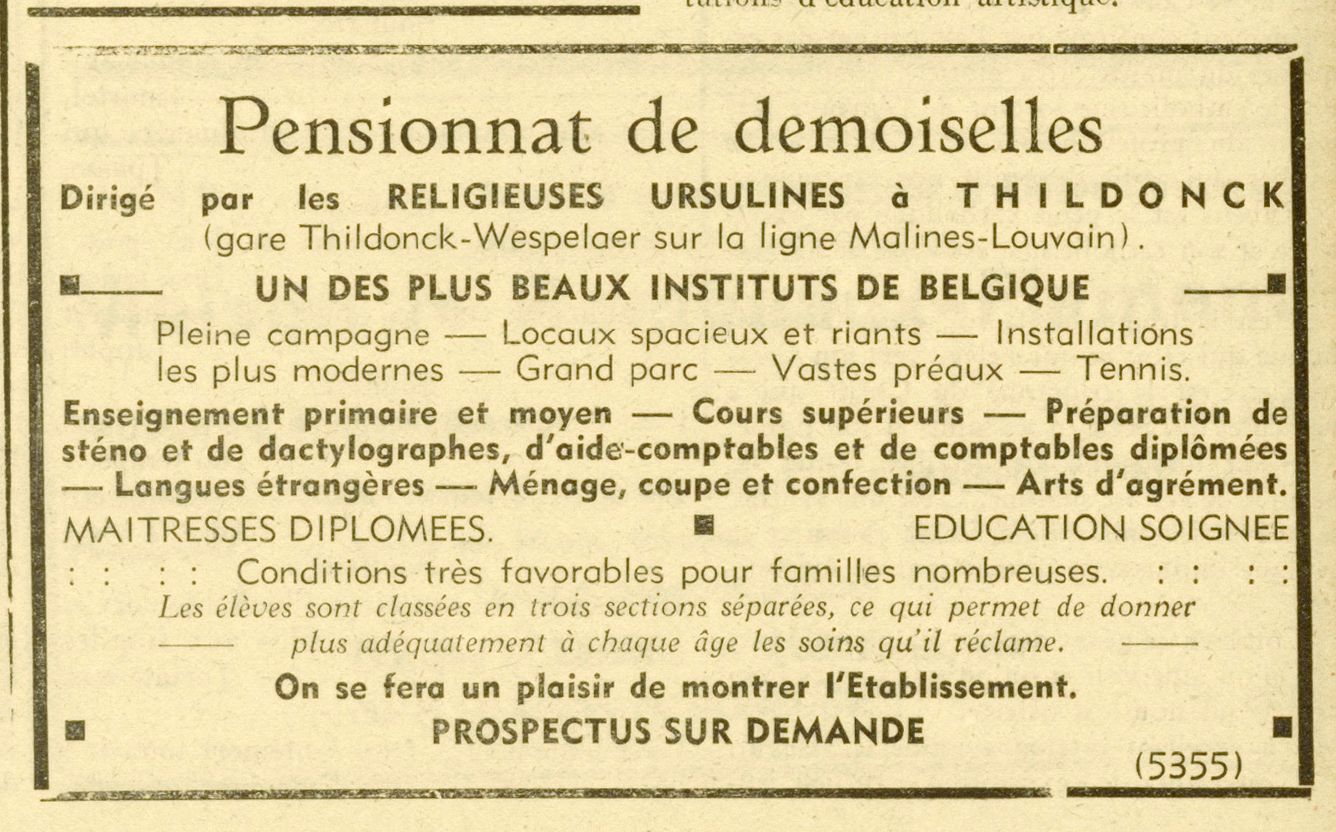 tutions d'éducation artistique.
Pensionnat de demoiselles
Dirigé par les RELIGIEUSES URSULINES à THILDONCK
(gare Thildonck-Wespelaer sur la ligne Malines-Louvain).
UN DES PLUS BEAUX INSTITUTS DE BELGIQUE
Pleine campagne — Locaux spacieux et riants — Installations
les plus modernes — Grand parc — Vastes préaux — Tennis.
Enseignement primaire et moyen — Cours supérieurs — Préparation de
sténo et de dactylographes, d'aide-comptables et de comptables diplômées
— Langues étrangères — Ménage, coupe et confection — Arts d'agrément.
MAITRESSES DIPLOMEES. ■ EDUCATION SOIGNEE
: : : : Conditions très favorables pour familles nombreuses. : : : :
Les élèves sont classées en trois sections séparées, ce qui permet de donner
plus adéquatement à chaque âge les soins qu'il réclame.
On se fera un plaisir de montrer l'Etablissement.
PROSPECTUS SUR DEMANDE
(5355)